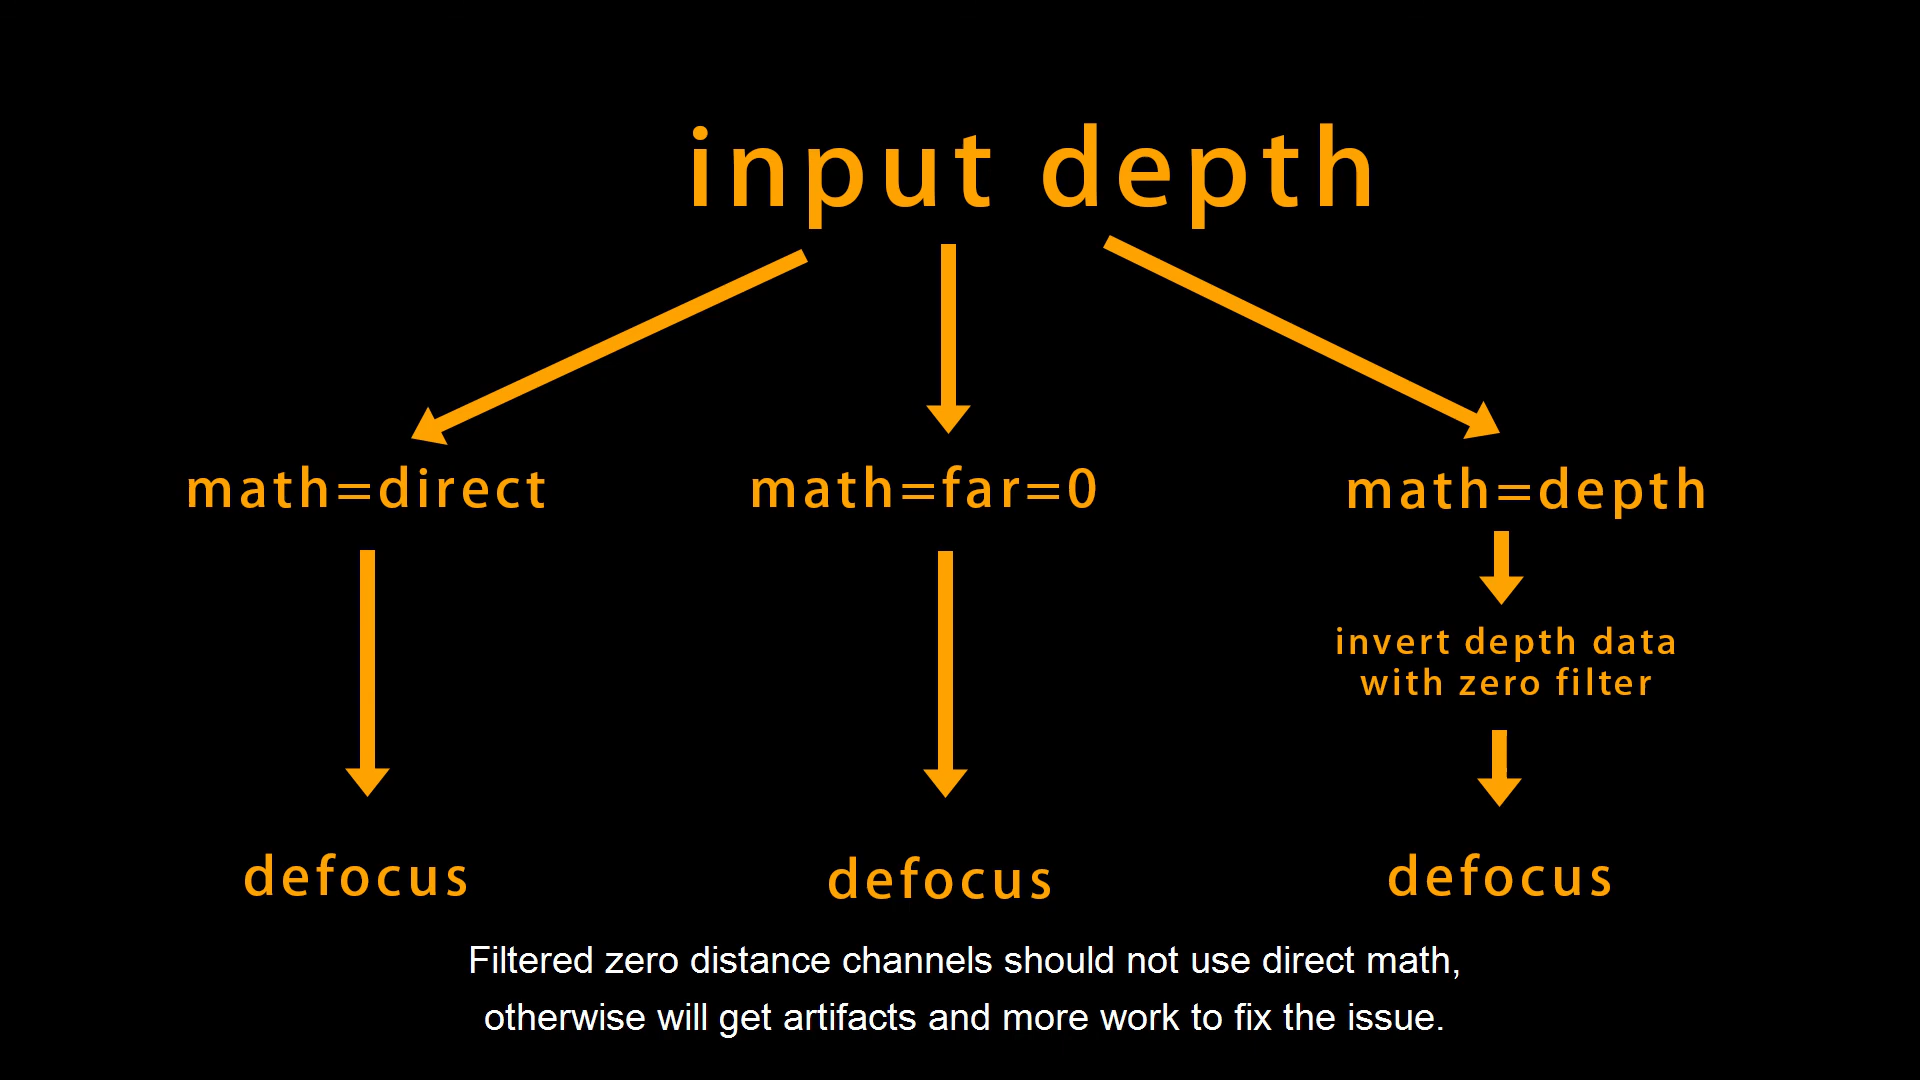 input depth
math=direct
math=far=0
math=depth
invert depth data
with zero filter
defocus
defocus
defocus
Filtered zero distance channels should not use direct math,
otherwise will get artifacts and more work to fix the issue.